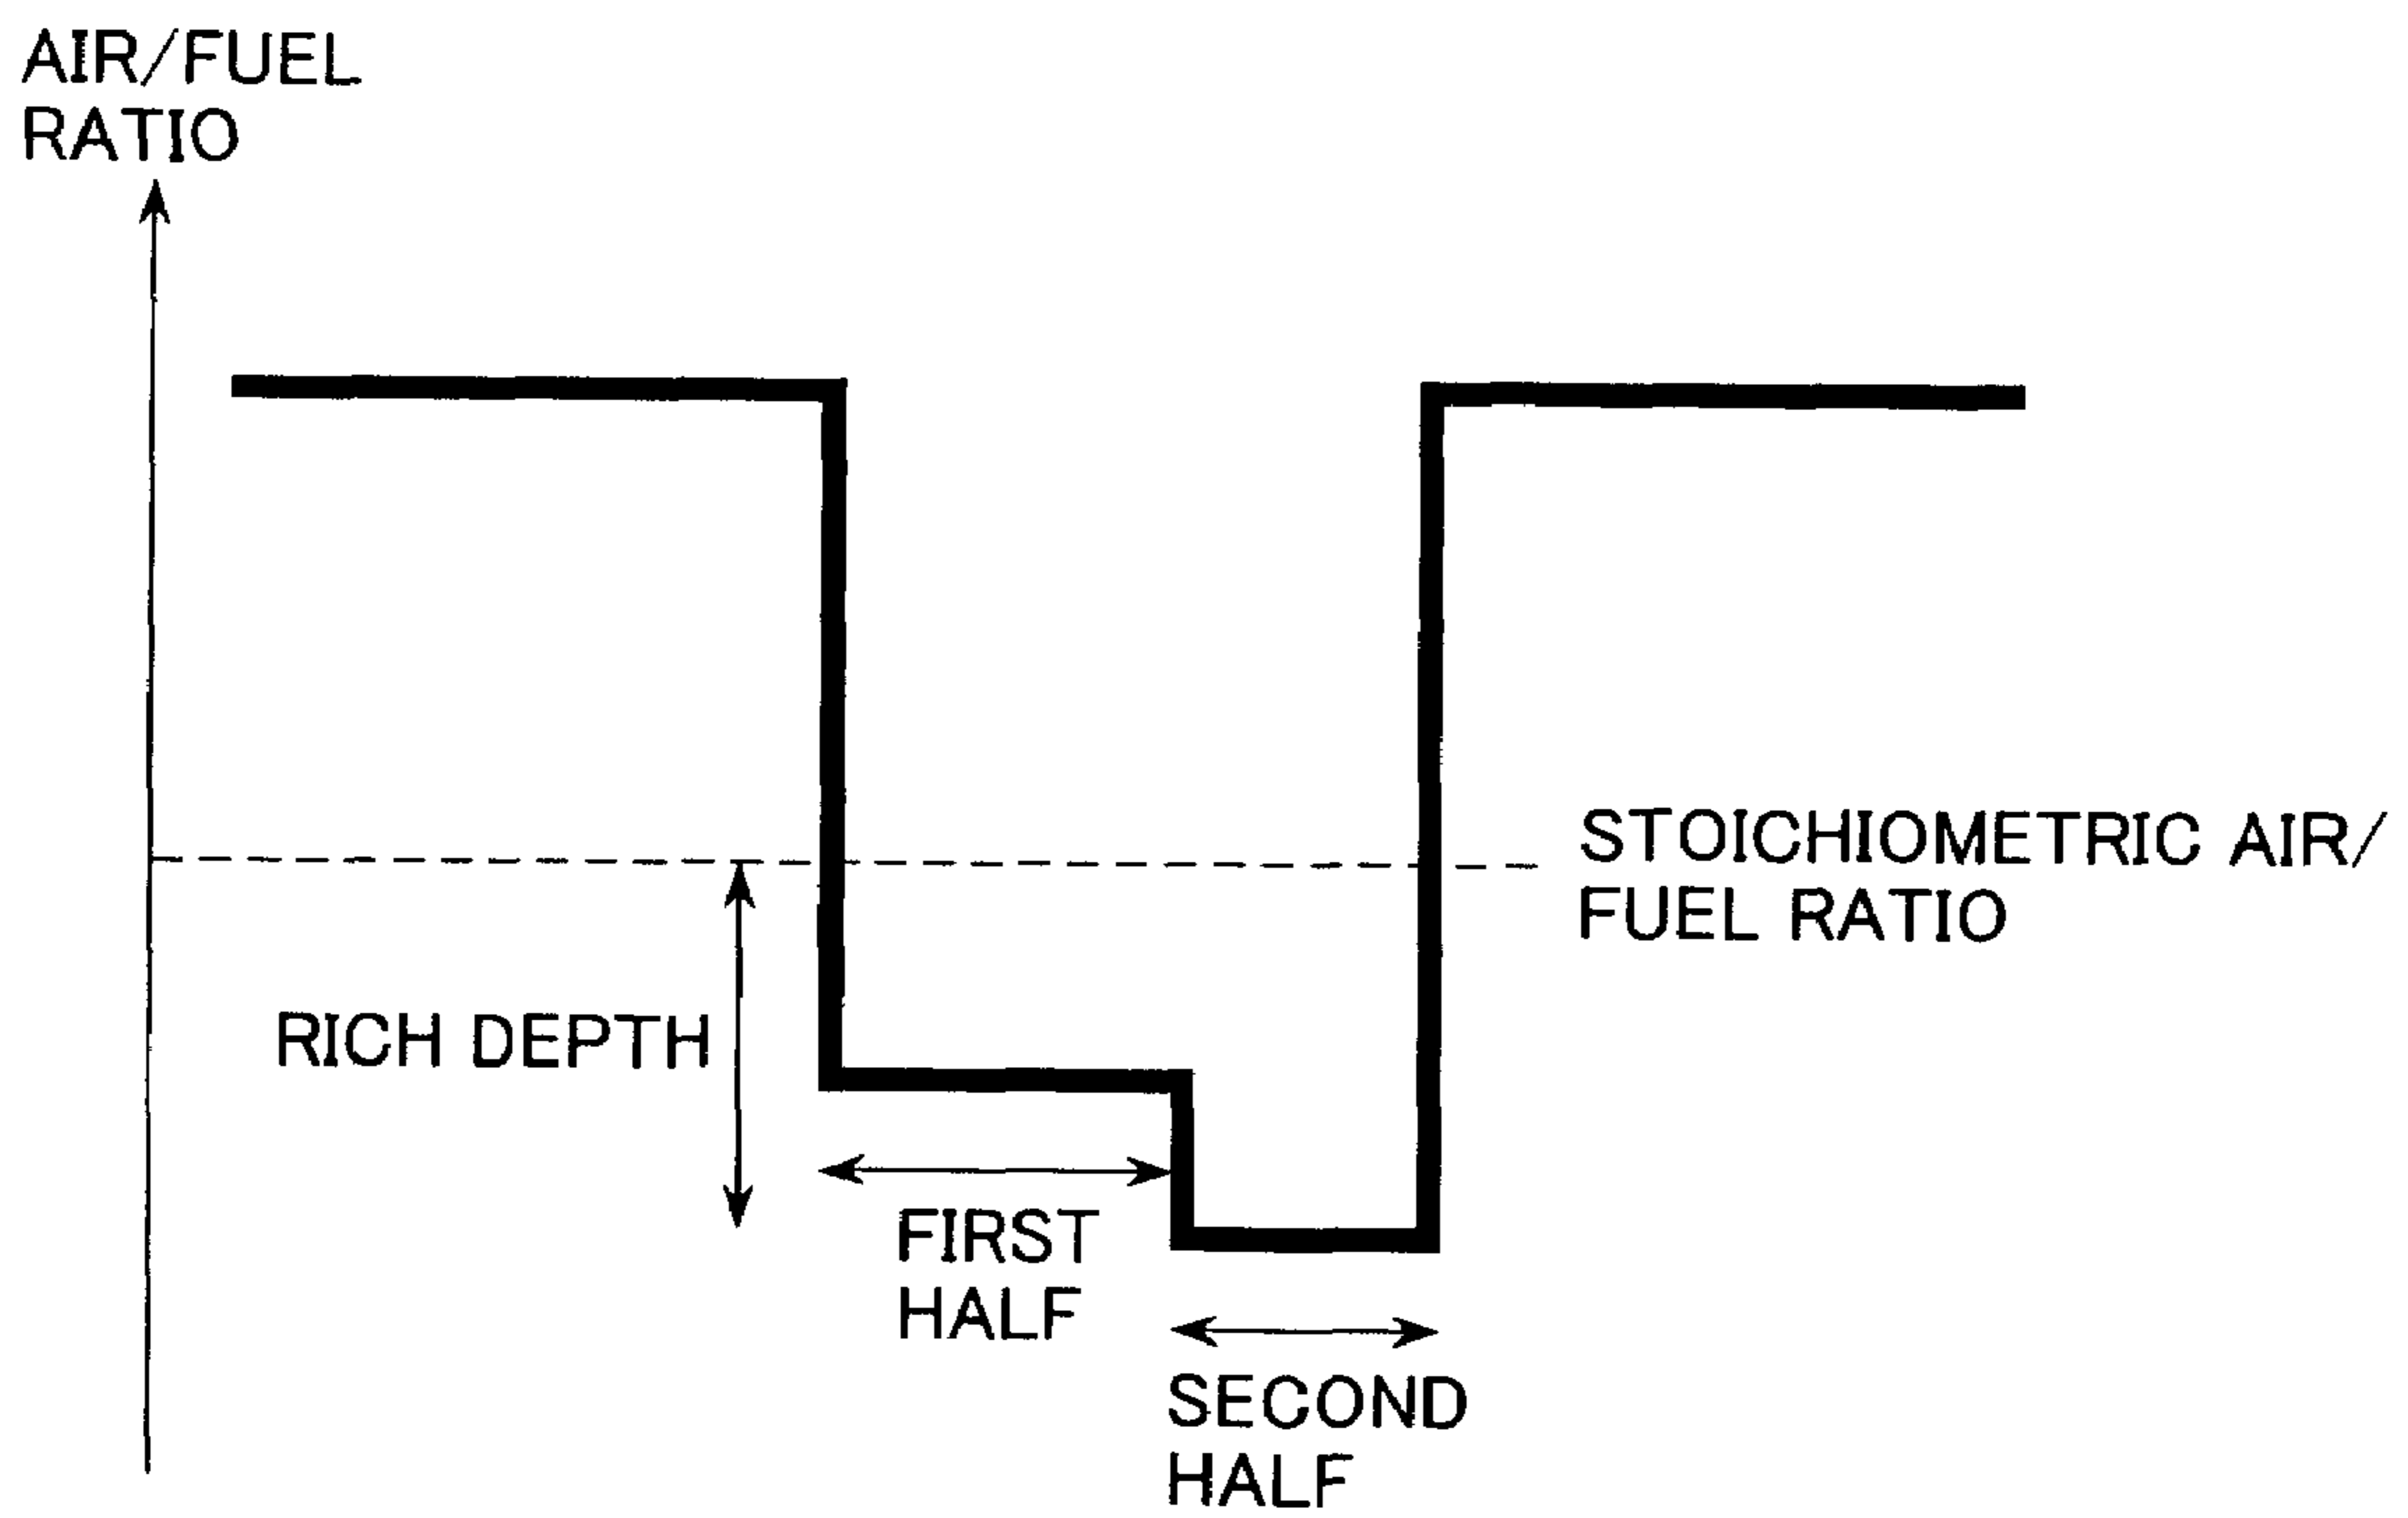 AIR/FUEL
RATIO
STOICHIOMETRIC AIR/
FUEL RATIO
RICH DEPTH
FIRST
HALF
SECOND
HALF